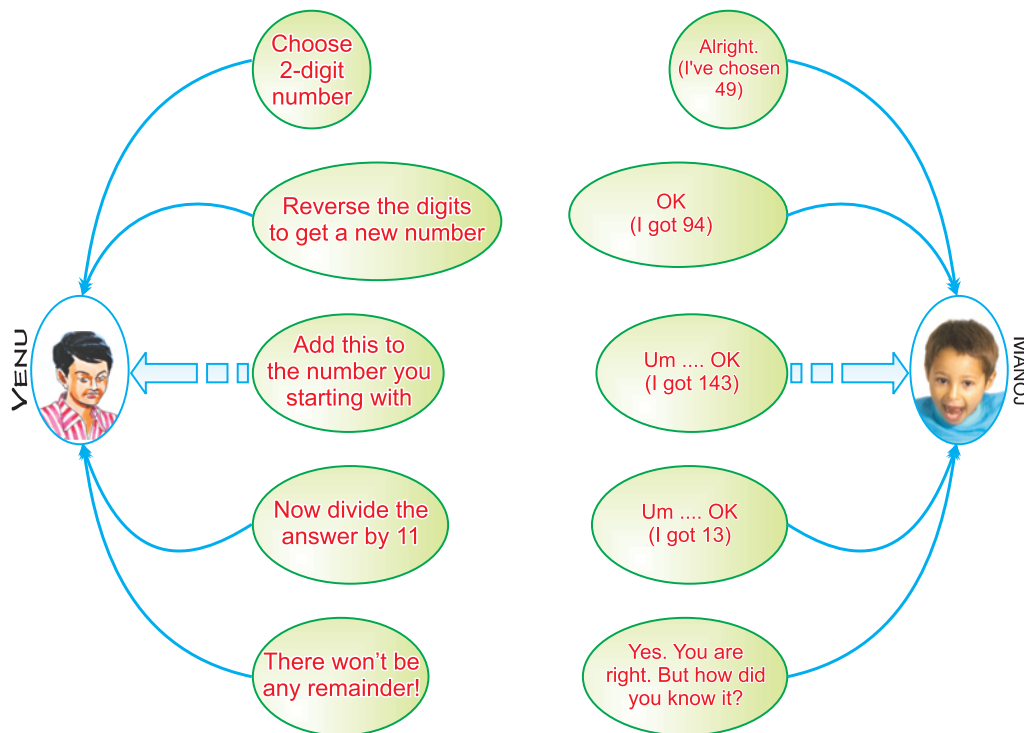 Choose
2-digit
number
Alright.
(I've chosen
49)
Reverse the digits
to get a new number
OK
(I got 94)
VENU
Add this to
the number you
starting with
Um .... OK
(I got 143)
MANOJ
Now divide the
answer by 11
Um .... OK
(I got 13)
There won't be
any remainder!
Yes. You are
right. But how did
you know it?